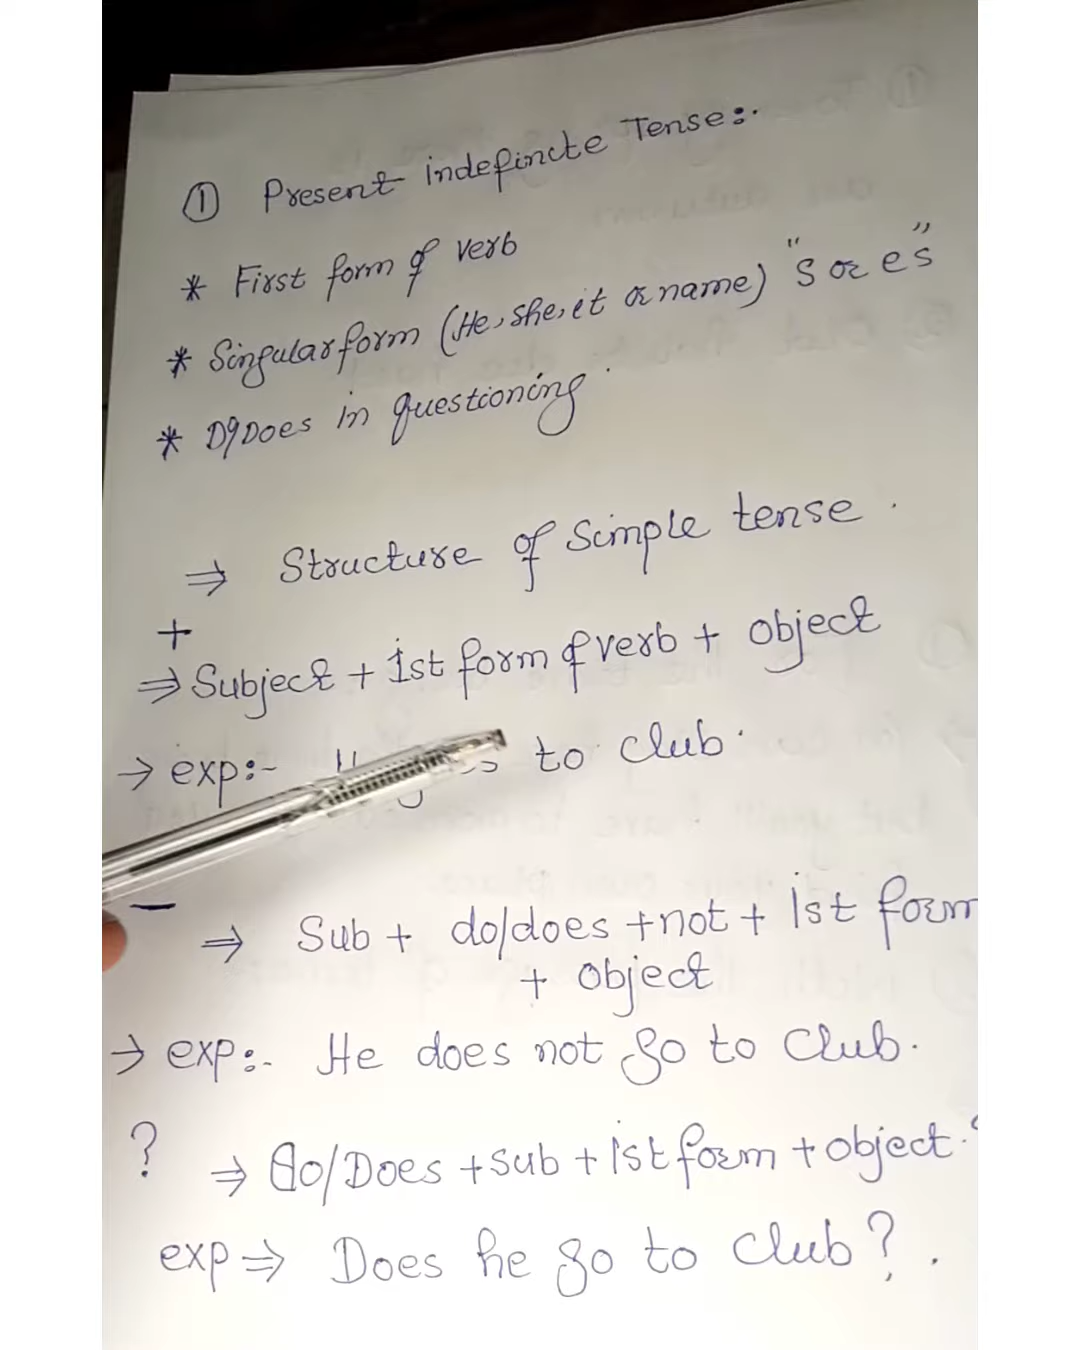 ① Present indefincte Tense:-
* First form of verb
* Singular form (He, she, it or name) "s or es"
* Do/Does in questioning.
⇒ Structure of Simple tense.
+
⇒ Subject + 1st form of verb + object
→ exp:- to club.
-
⇒ Sub + do/does + not + 1st form
+ object
→ exp:- He does not go to Club.
?
⇒ Do/Does + sub + 1st form + object.?
exp ⇒ Does he go to club?.